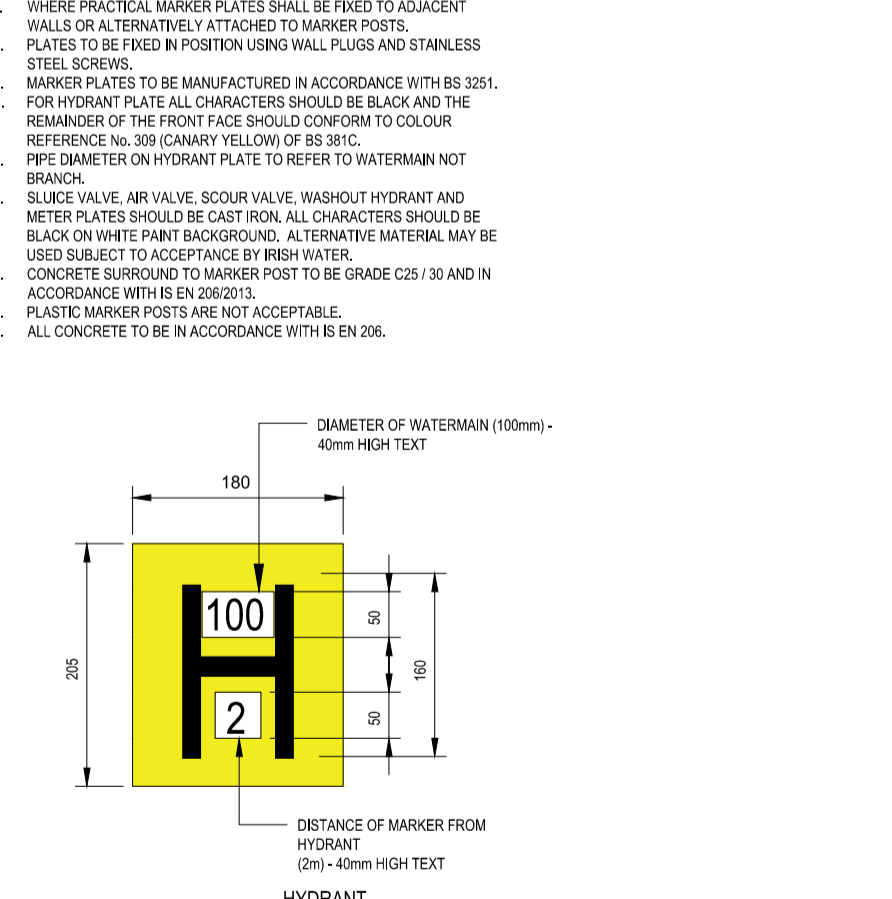 . WHERE PRACTICAL MARKER PLATES SHALL BE FIXED TO ADJACENT
WALLS OR ALTERNATIVELY ATTACHED TO MARKER POSTS.
. PLATES TO BE FIXED IN POSITION USING WALL PLUGS AND STAINLESS
STEEL SCREWS.
. MARKER PLATES TO BE MANUFACTURED IN ACCORDANCE WITH BS 3251.
. FOR HYDRANT PLATE ALL CHARACTERS SHOULD BE BLACK AND THE
REMAINDER OF THE FRONT FACE SHOULD CONFORM TO COLOUR
REFERENCE No. 309 (CANARY YELLOW) OF BS 381C.
. PIPE DIAMETER ON HYDRANT PLATE TO REFER TO WATERMAIN NOT
BRANCH.
. SLUICE VALVE, AIR VALVE, SCOUR VALVE, WASHOUT HYDRANT AND
METER PLATES SHOULD BE CAST IRON. ALL CHARACTERS SHOULD BE
BLACK ON WHITE PAINT BACKGROUND. ALTERNATIVE MATERIAL MAY BE
USED SUBJECT TO ACCEPTANCE BY IRISH WATER.
. CONCRETE SURROUND TO MARKER POST TO BE GRADE C25 / 30 AND IN
ACCORDANCE WITH IS EN 206/2013.
. PLASTIC MARKER POSTS ARE NOT ACCEPTABLE.
. ALL CONCRETE TO BE IN ACCORDANCE WITH IS EN 206.
DIAMETER OF WATERMAIN (100mm) -
40mm HIGH TEXT
180
H
100
50
205
160
2
50
DISTANCE OF MARKER FROM
HYDRANT
(2m) - 40mm HIGH TEXT
HYDRANT